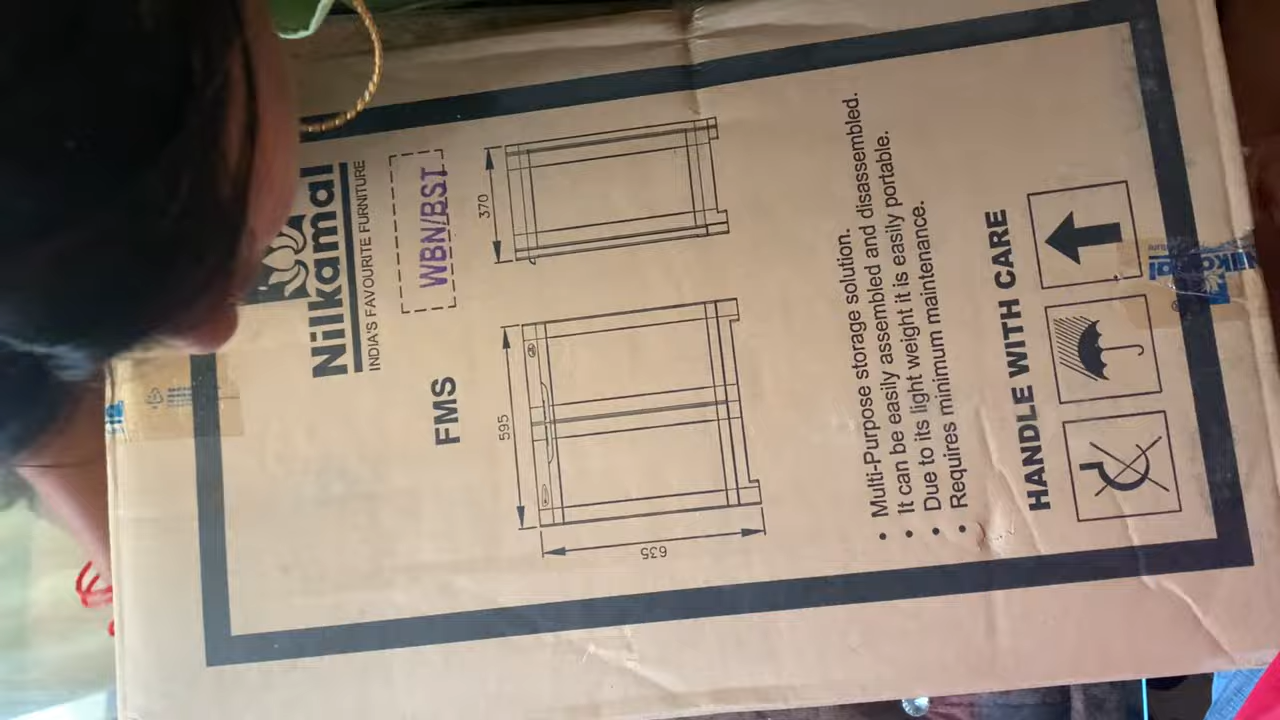 Nilkamal
INDIA'S FAVOURITE FURNITURE
WBN/BST
FMS
595
370
635
• Multi-Purpose storage solution.
• It can be easily assembled and disassembled.
• Due to its light weight it is easily portable.
• Requires minimum maintenance.
HANDLE WITH CARE